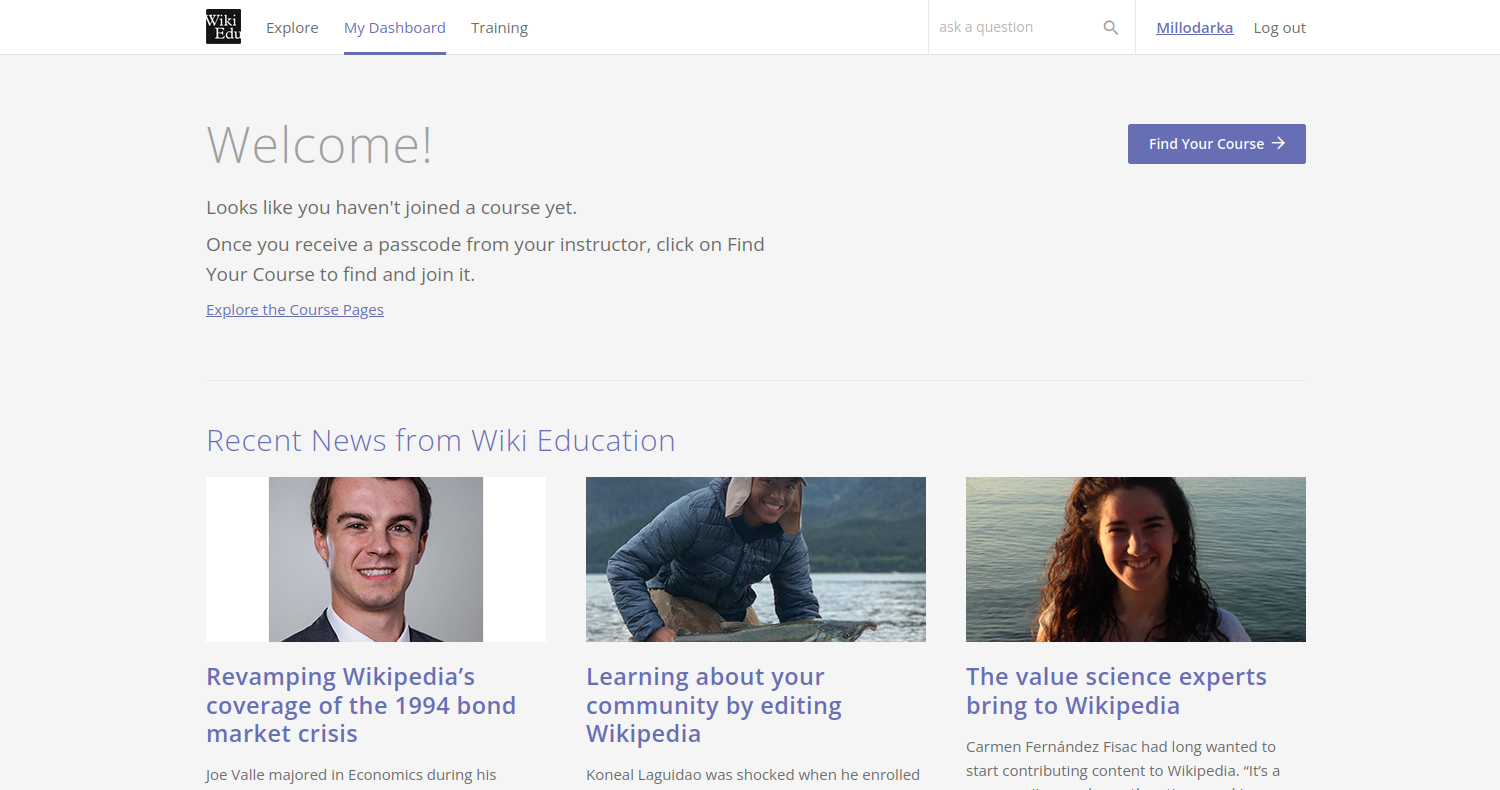 Wiki
Edu
Explore
My Dashboard
Training
ask a question
Millodarka
Log out
Welcome!
Find Your Course
Looks like you haven't joined a course yet.
Once you receive a passcode from your instructor, click on Find
Your Course to find and join it.
Explore the Course Pages
Recent News from Wiki Education
Revamping Wikipedia’s
coverage of the 1994 bond
market crisis
Joe Valle majored in Economics during his
Learning about your
community by editing
Wikipedia
Koneal Laguidao was shocked when he enrolled
The value science experts
bring to Wikipedia
Carmen Fernández Fisac had long wanted to
start contributing content to Wikipedia. “It’s a